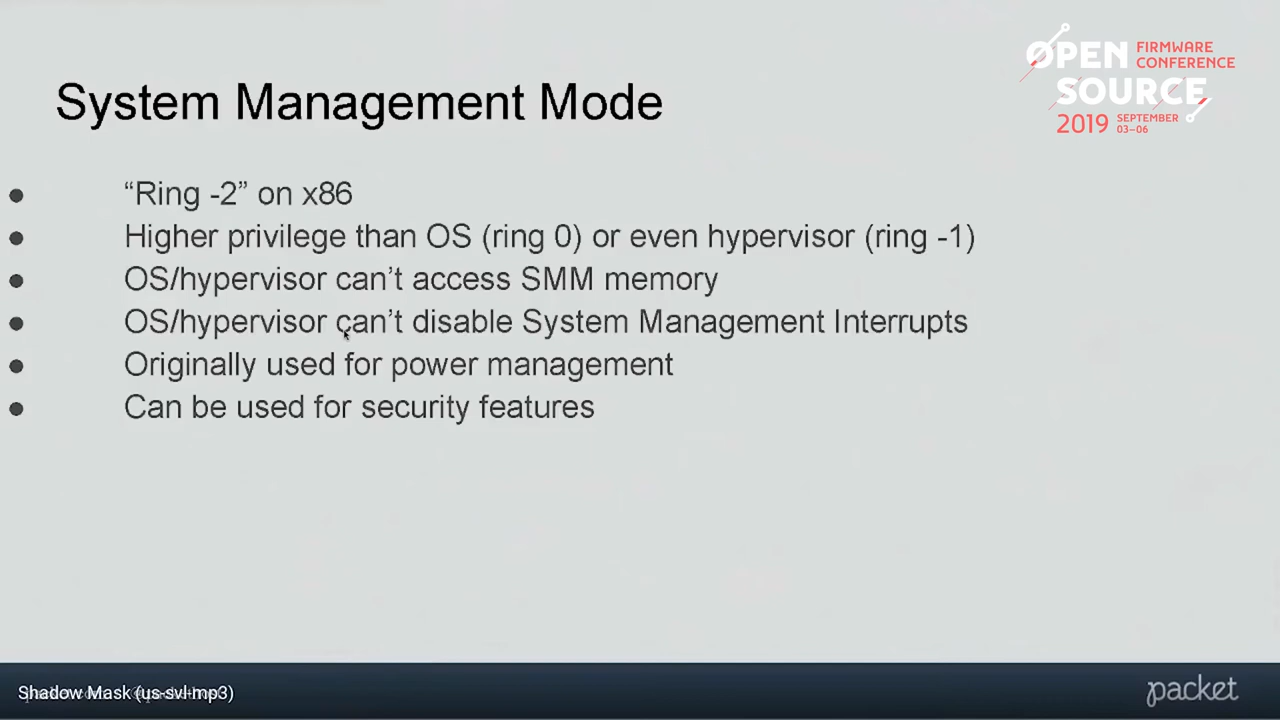 OPEN
SOURCE
FIRMWARE
CONFERENCE
2019
SEPTEMBER
03–06
System Management Mode
“Ring -2” on x86
Higher privilege than OS (ring 0) or even hypervisor (ring -1)
OS/hypervisor can’t access SMM memory
OS/hypervisor can’t disable System Management Interrupts
Originally used for power management
Can be used for security features
Shadow Mask (us-svl-mp3)
packet